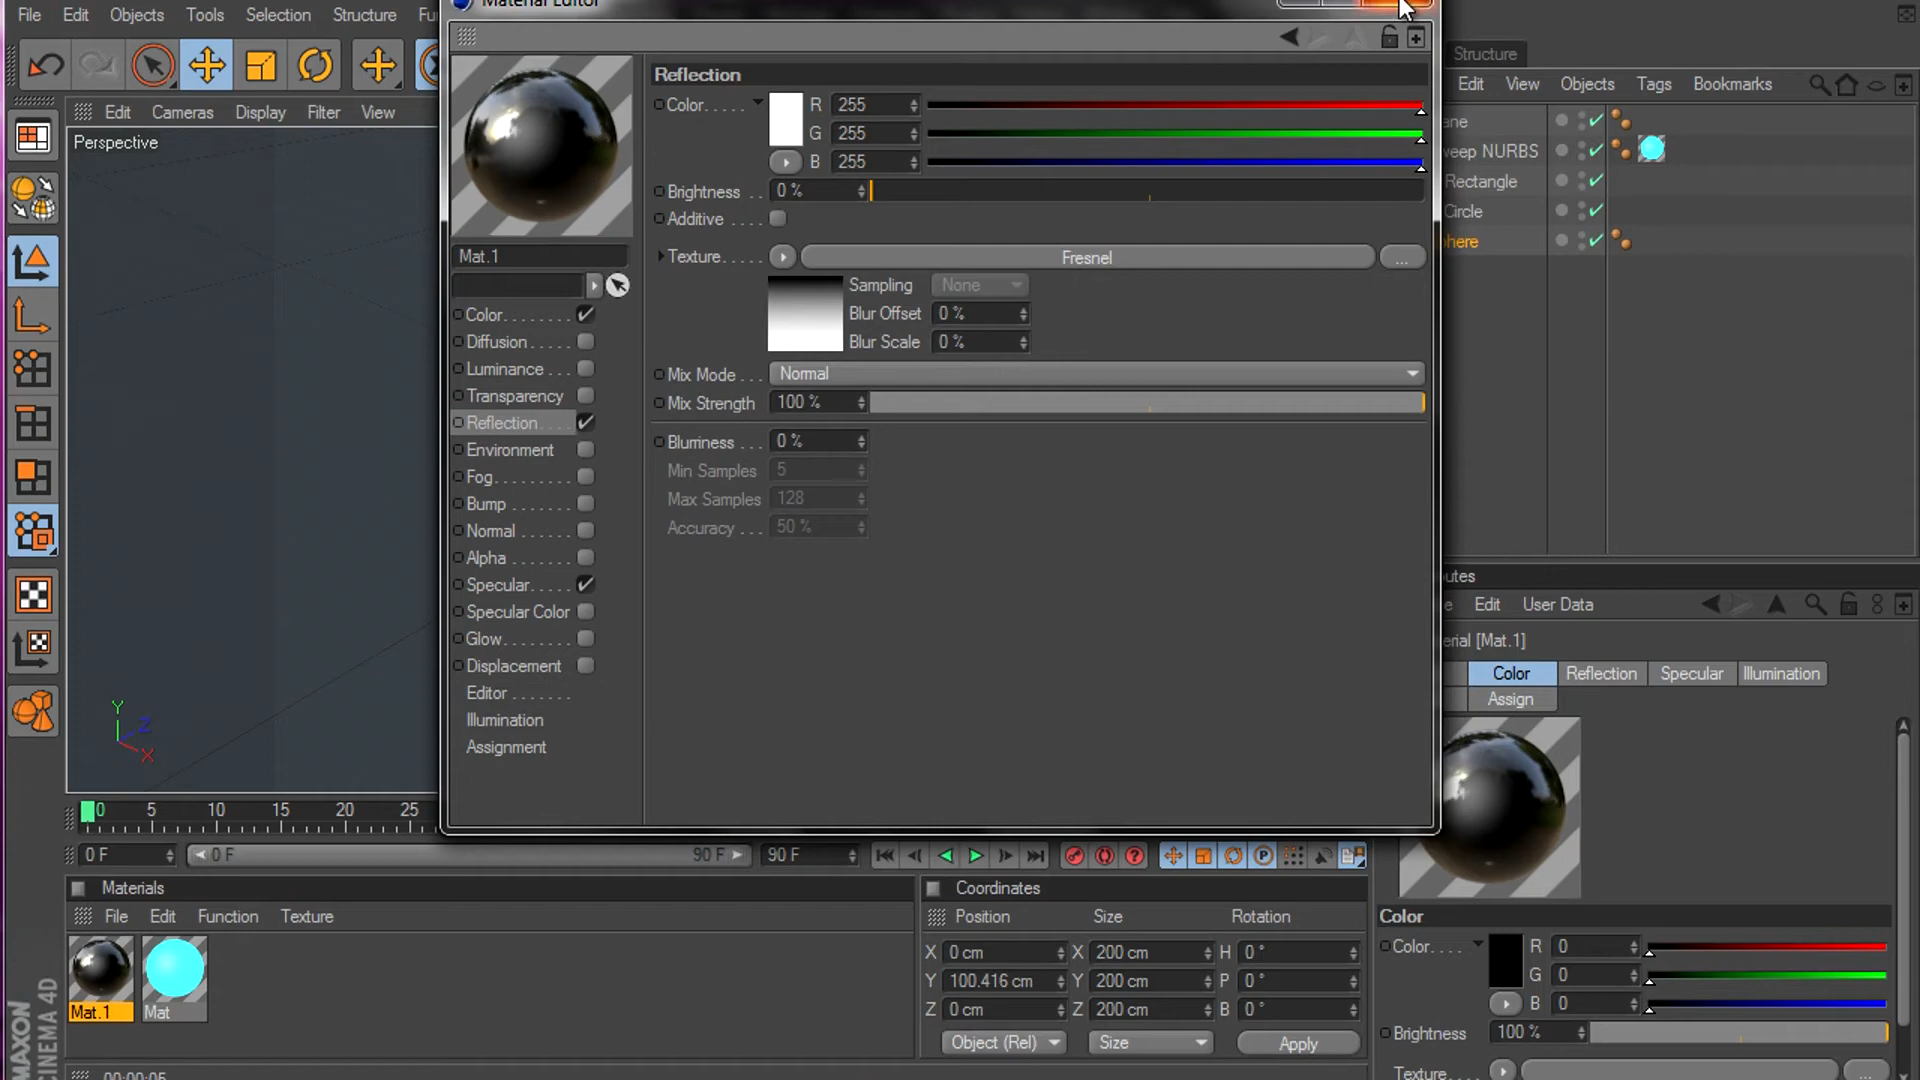 File Edit Objects Tools Selection Structure Fu
Material Editor
Structure
Edit Cameras Display Filter View
Edit View Objects Tags Bookmarks
Perspective
Reflection
Color..... R 255
G 255
B 255
Brightness .. 0 %
Additive ....
Texture..... Fresnel ...
Sampling None
Blur Offset 0 %
Blur Scale 0 %
Mix Mode ... Normal
Mix Strength 100 %
Blurriness ... 0 %
Min Samples 5
Max Samples 128
Accuracy ... 50 %
Mat.1
Color........
Diffusion.....
Luminance ...
Transparency
Reflection....
Environment
Fog.........
Bump.......
Normal......
Alpha.......
Specular.....
Specular Color
Glow........
Displacement
Editor .......
Illumination
Assignment
ane
weep NURBS
Rectangle
Circle
here
utes
e Edit User Data
erial [Mat.1]
Color Reflection Specular Illumination
Assign
Y Z X
0 5 10 15 20 25
0 F 0 F 90 F 90 F
Materials
File Edit Function Texture
Mat.1 Mat
Coordinates
Position Size Rotation
X 0 cm X 200 cm H 0 °
Y 100.416 cm Y 200 cm P 0 °
Z 0 cm Z 200 cm B 0 °
Object (Rel) Size Apply
Color
Color.... R 0
G 0
B 0
Brightness 100 %
Texture..... ...
MAXON
CINEMA 4D
00:00:05